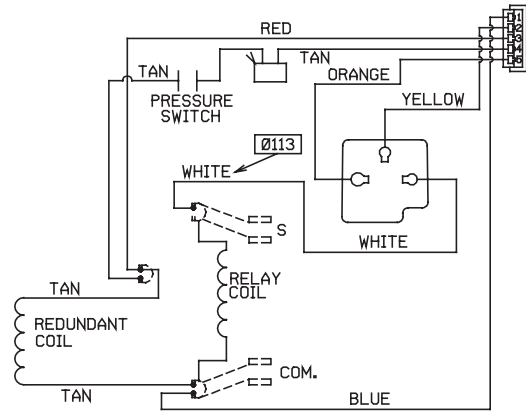 1
RED
2
3
TAN
4
TAN
5
ORANGE
PRESSURE
SWITCH
YELLOW
Ø113
WHITE
S
WHITE
RELAY
COIL
TAN
REDUNDANT
COIL
COM.
TAN
BLUE